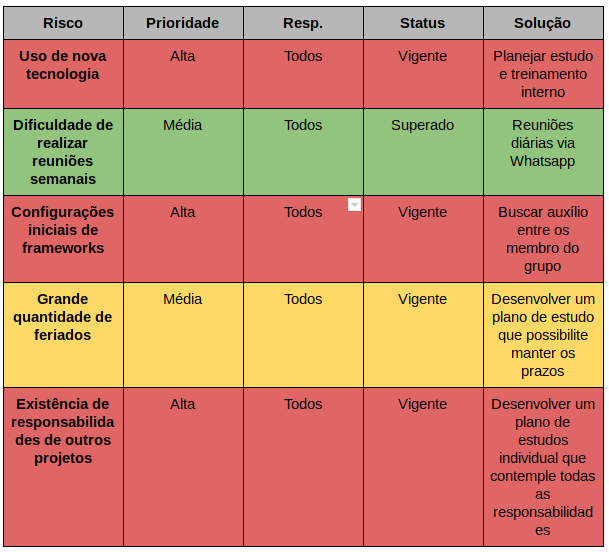 Risco Prioridade Resp. Status Solução
Uso de nova Alta Todos Vigente Planejar estudo
tecnologia e treinamento
interno
Dificuldade de Média Todos Superado Reuniões
realizar diárias via
reuniões Whatsapp
semanais
Configurações Alta Todos Vigente Buscar auxílio
iniciais de entre os
frameworks membro do
grupo
Grande Média Todos Vigente Desenvolver um
quantidade de plano de estudo
feriados que possibilite
manter os
prazos
Existência de Alta Todos Vigente Desenvolver um
responsabilida plano de
des de outros estudos
projetos individual que
contemple todas
as
responsabilidad
es